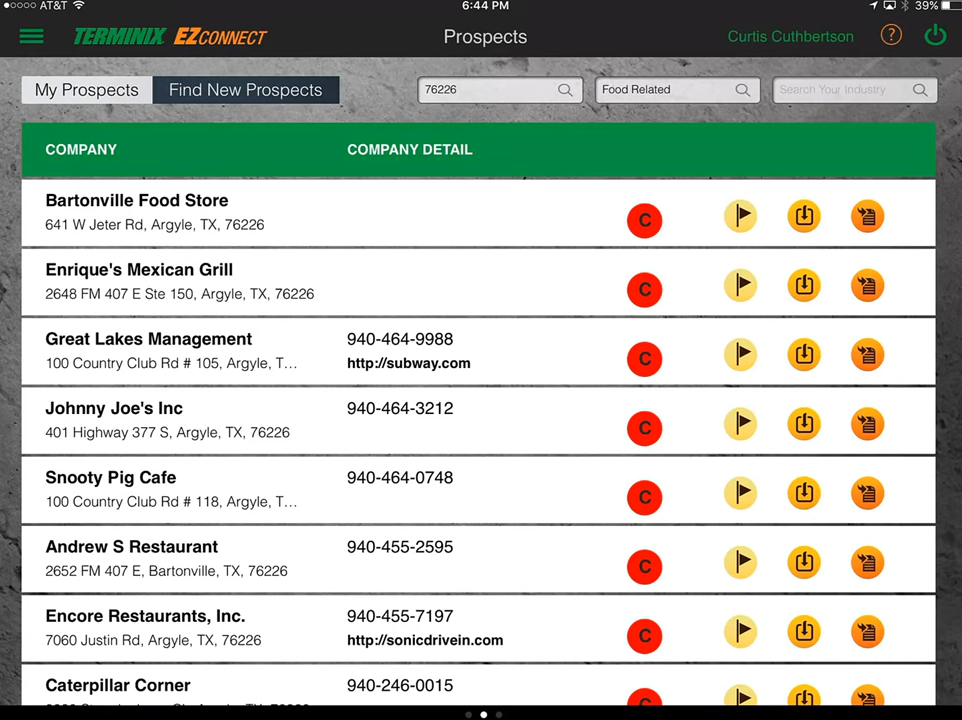 AT&T 6:44 PM 39%
TERMINIX EZCONNECT Prospects Curtis Cuthbertson ?
My Prospects Find New Prospects 76226 Food Related Search Your Industry
COMPANY COMPANY DETAIL
Bartonville Food Store
641 W Jeter Rd, Argyle, TX, 76226
C
Enrique's Mexican Grill
2648 FM 407 E Ste 150, Argyle, TX, 76226
C
Great Lakes Management 940-464-9988
100 Country Club Rd # 105, Argyle, T... http://subway.com
C
Johnny Joe's Inc 940-464-3212
401 Highway 377 S, Argyle, TX, 76226
C
Snooty Pig Cafe 940-464-0748
100 Country Club Rd # 118, Argyle, T...
C
Andrew S Restaurant 940-455-2595
2652 FM 407 E, Bartonville, TX, 76226
C
Encore Restaurants, Inc. 940-455-7197
7060 Justin Rd, Argyle, TX, 76226 http://sonicdrivein.com
C
Caterpillar Corner 940-246-0015